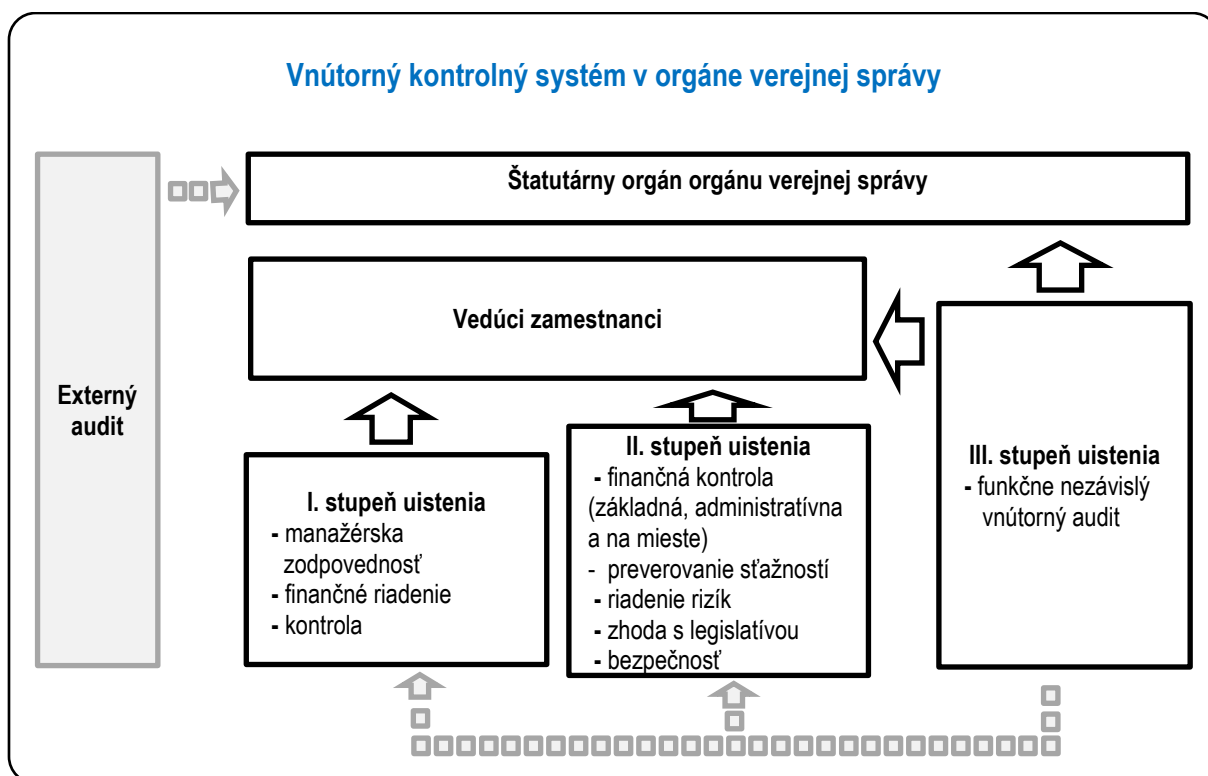 Vnútorný kontrolný systém v orgáne verejnej správy
Štatutárny orgán orgánu verejnej správy
Vedúci zamestnanci
Externý
audit
I. stupeň uistenia
- manažérska
zodpovednosť
- finančné riadenie
- kontrola
II. stupeň uistenia
- finančná kontrola
(základná, administratívna
a na mieste)
- preverovanie sťažností
- riadenie rizík
- zhoda s legislatívou
- bezpečnosť
III. stupeň uistenia
- funkčne nezávislý
vnútorný audit